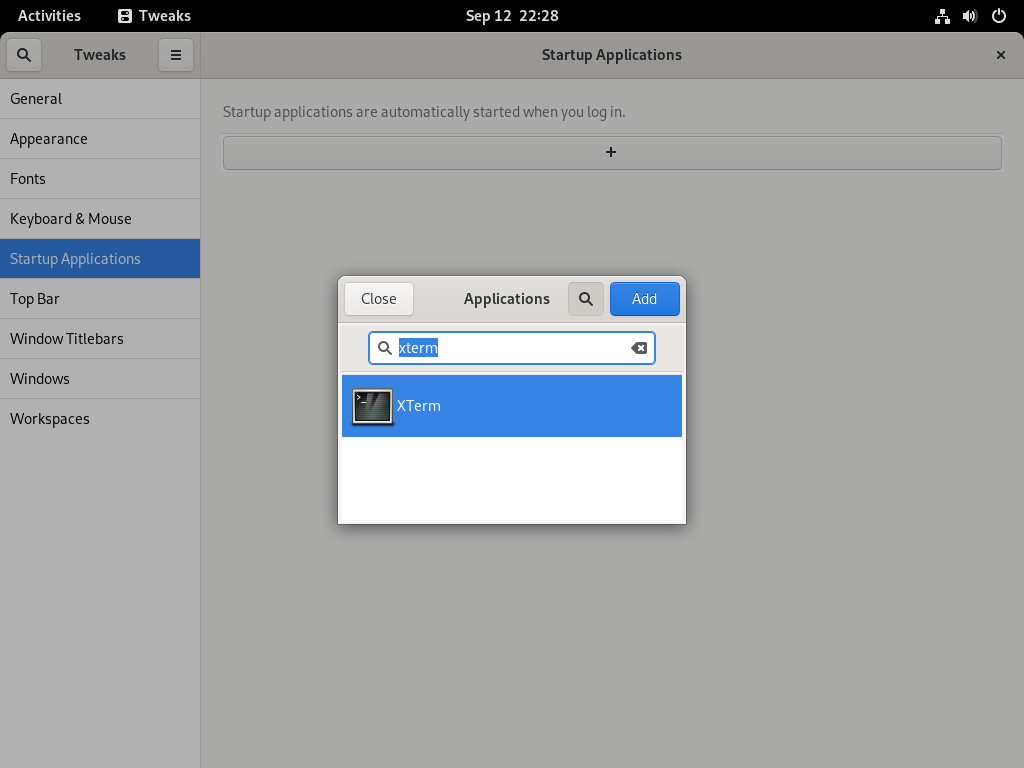 Activities Tweaks Sep 12 22:28
Tweaks Startup Applications
General
Appearance
Fonts
Keyboard & Mouse
Startup Applications
Top Bar
Window Titlebars
Windows
Workspaces
Startup applications are automatically started when you log in.
+
Close Applications Add
xterm
>_ XTerm